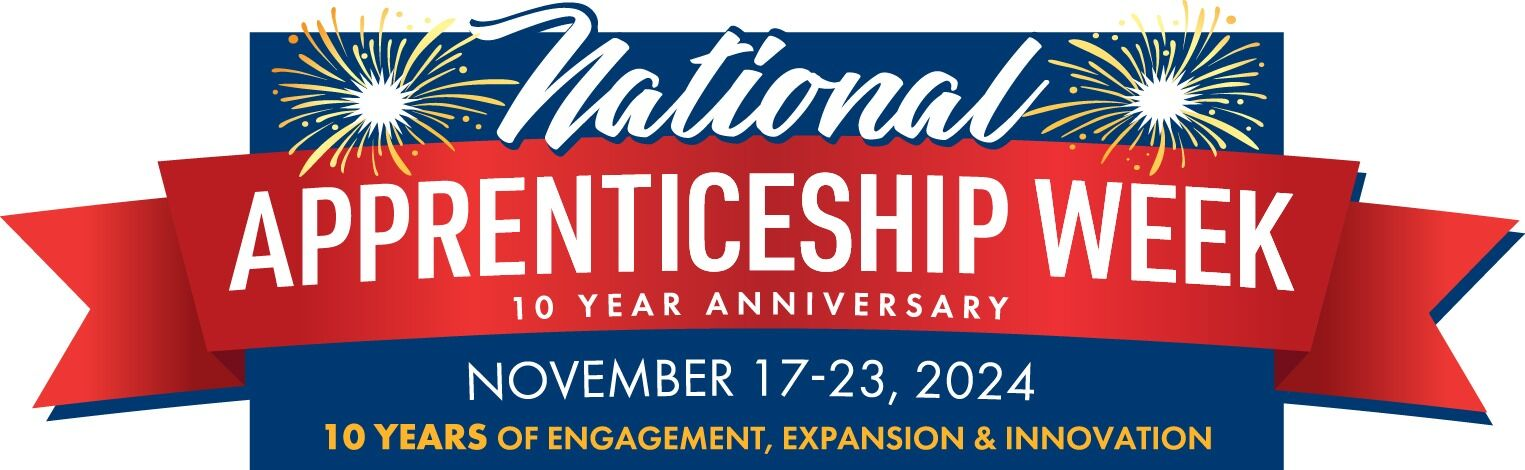 National
APPRENTICESHIP WEEK
10 YEAR ANNIVERSARY
NOVEMBER 17-23, 2024
10 YEARS OF ENGAGEMENT, EXPANSION & INNOVATION